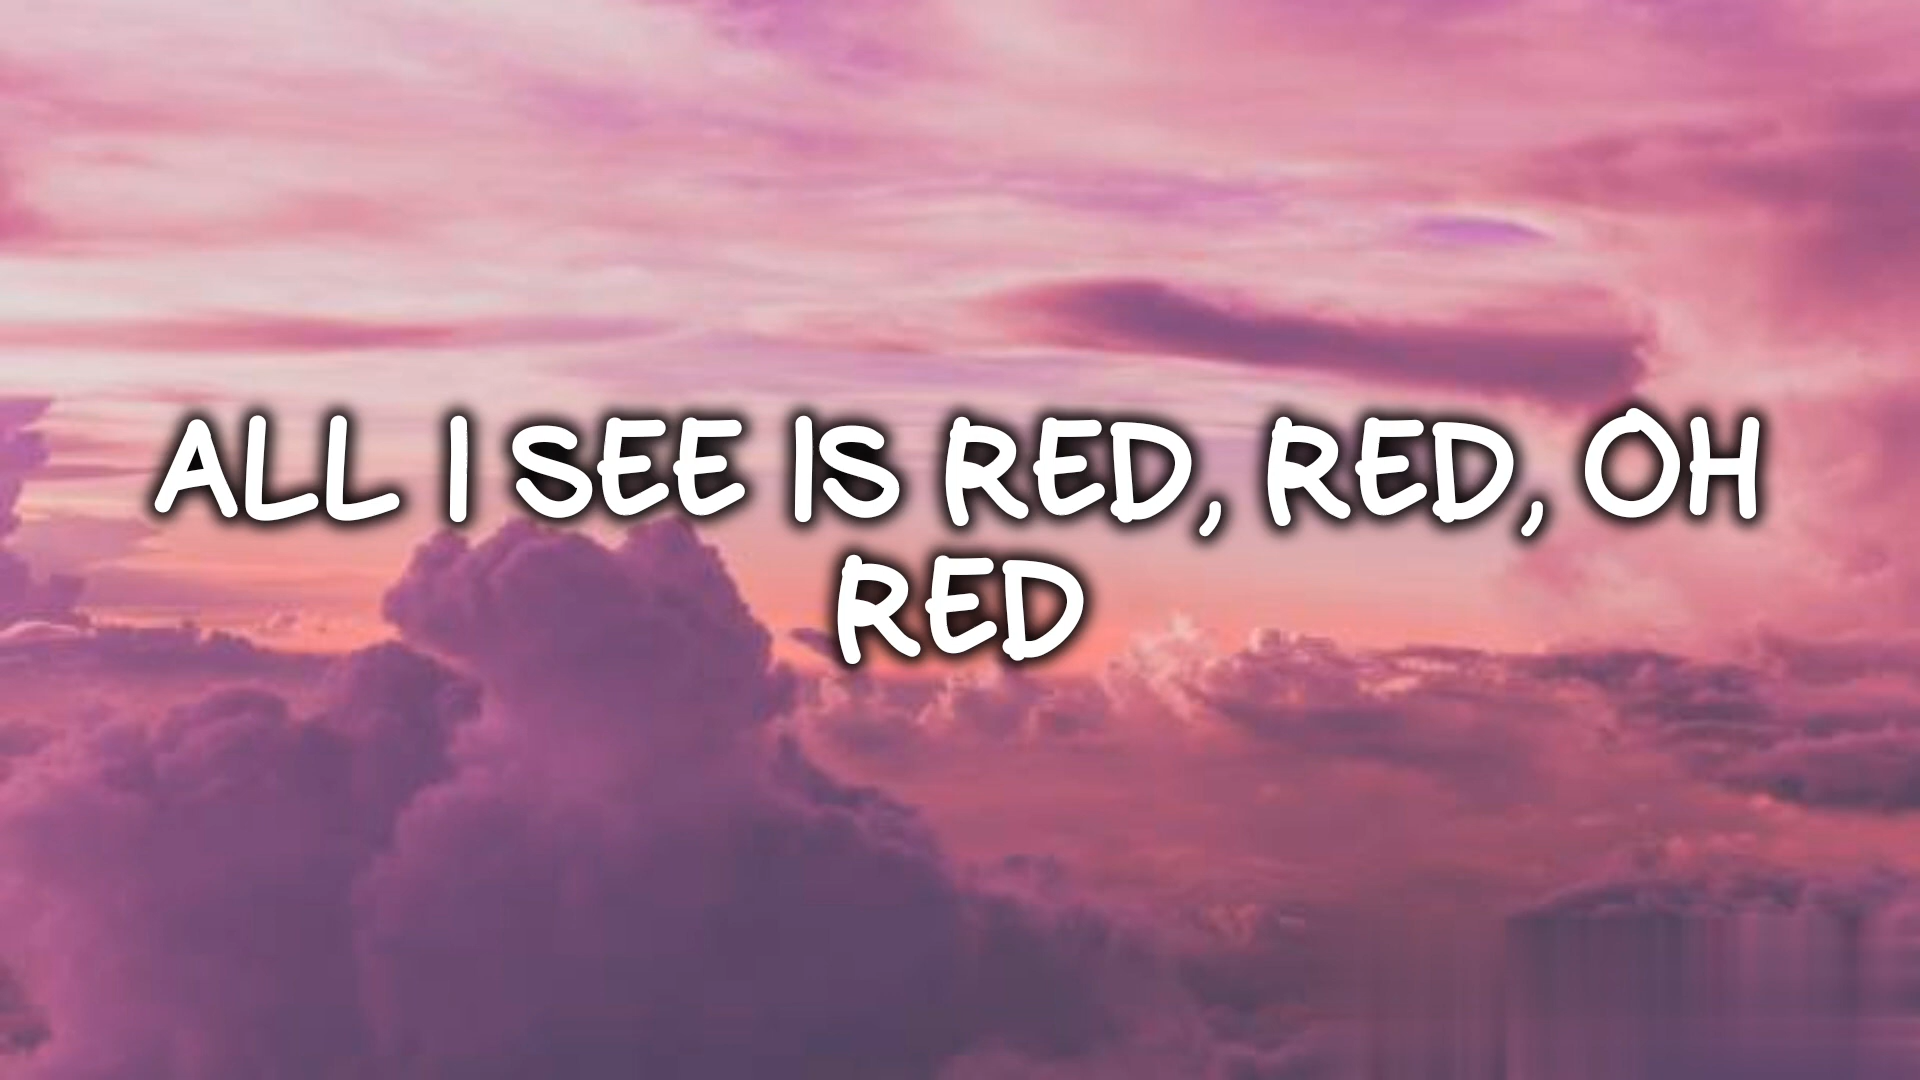 ALL I SEE IS RED, RED, OH
RED